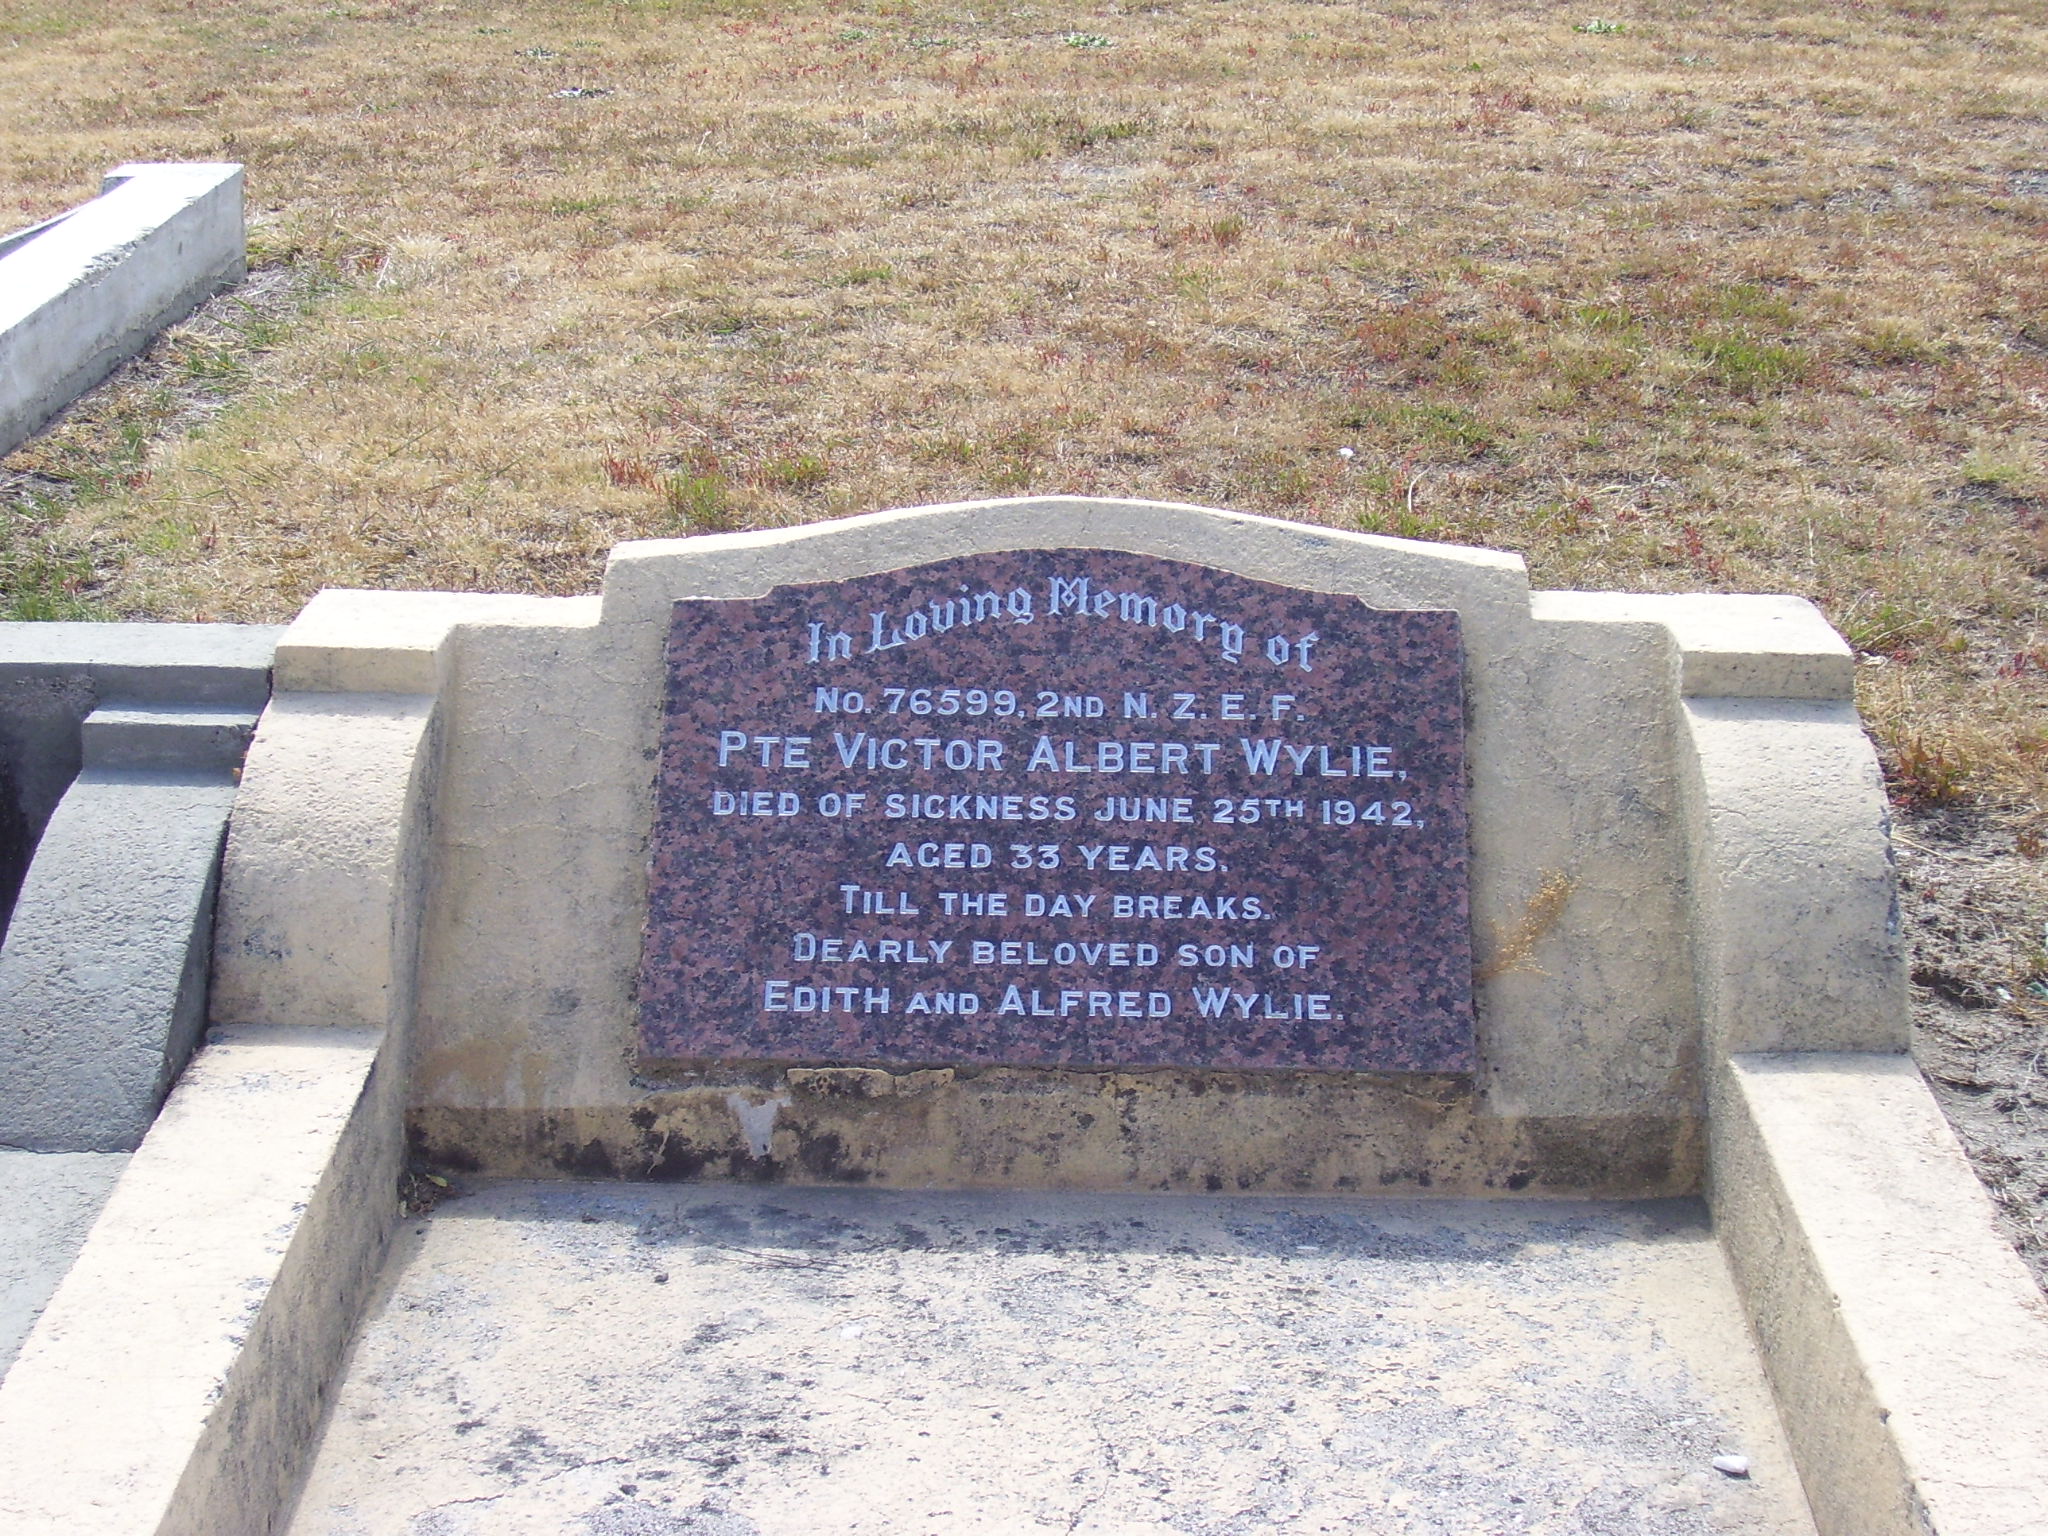 In Loving Memory of
No. 76599, 2nd N. Z. E. F.
Pte Victor Albert Wylie,
died of sickness June 25th 1942,
aged 33 years.
Till the day breaks.
Dearly beloved son of
Edith and Alfred Wylie.